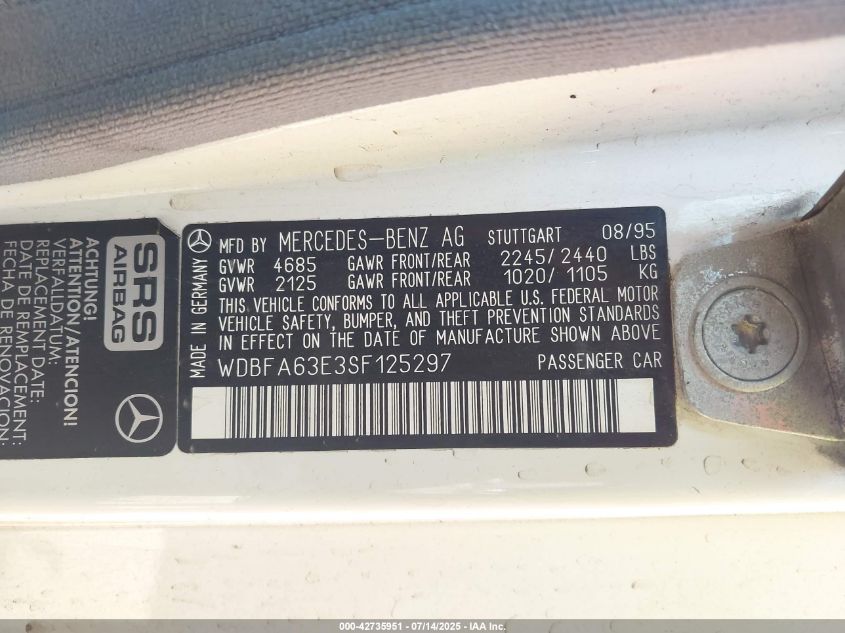 MFD BY MERCEDES-BENZ AG STUTTGART 08/95
GVWR 4685 GAWR FRONT/REAR 2245/2440 LBS
GVWR 2125 GAWR FRONT/REAR 1020/1105 KG
THIS VEHICLE CONFORMS TO ALL APPLICABLE U.S. FEDERAL MOTOR
VEHICLE SAFETY, BUMPER, AND THEFT PREVENTION STANDARDS
IN EFFECT ON THE DATE OF MANUFACTURE SHOWN ABOVE
WDBFA63E3SF125297 PASSENGER CAR
MADE IN GERMANY
SRS
AIRBAG
ACHTUNG!
ATTENTION/ATENCION!
VERFALLDATUM:
REPLACEMENT DATE:
DATE DE REMPLACEMENT:
FECHA DE RENOVACION:
000-42735951 | 07/14/2025 - IAA Inc.